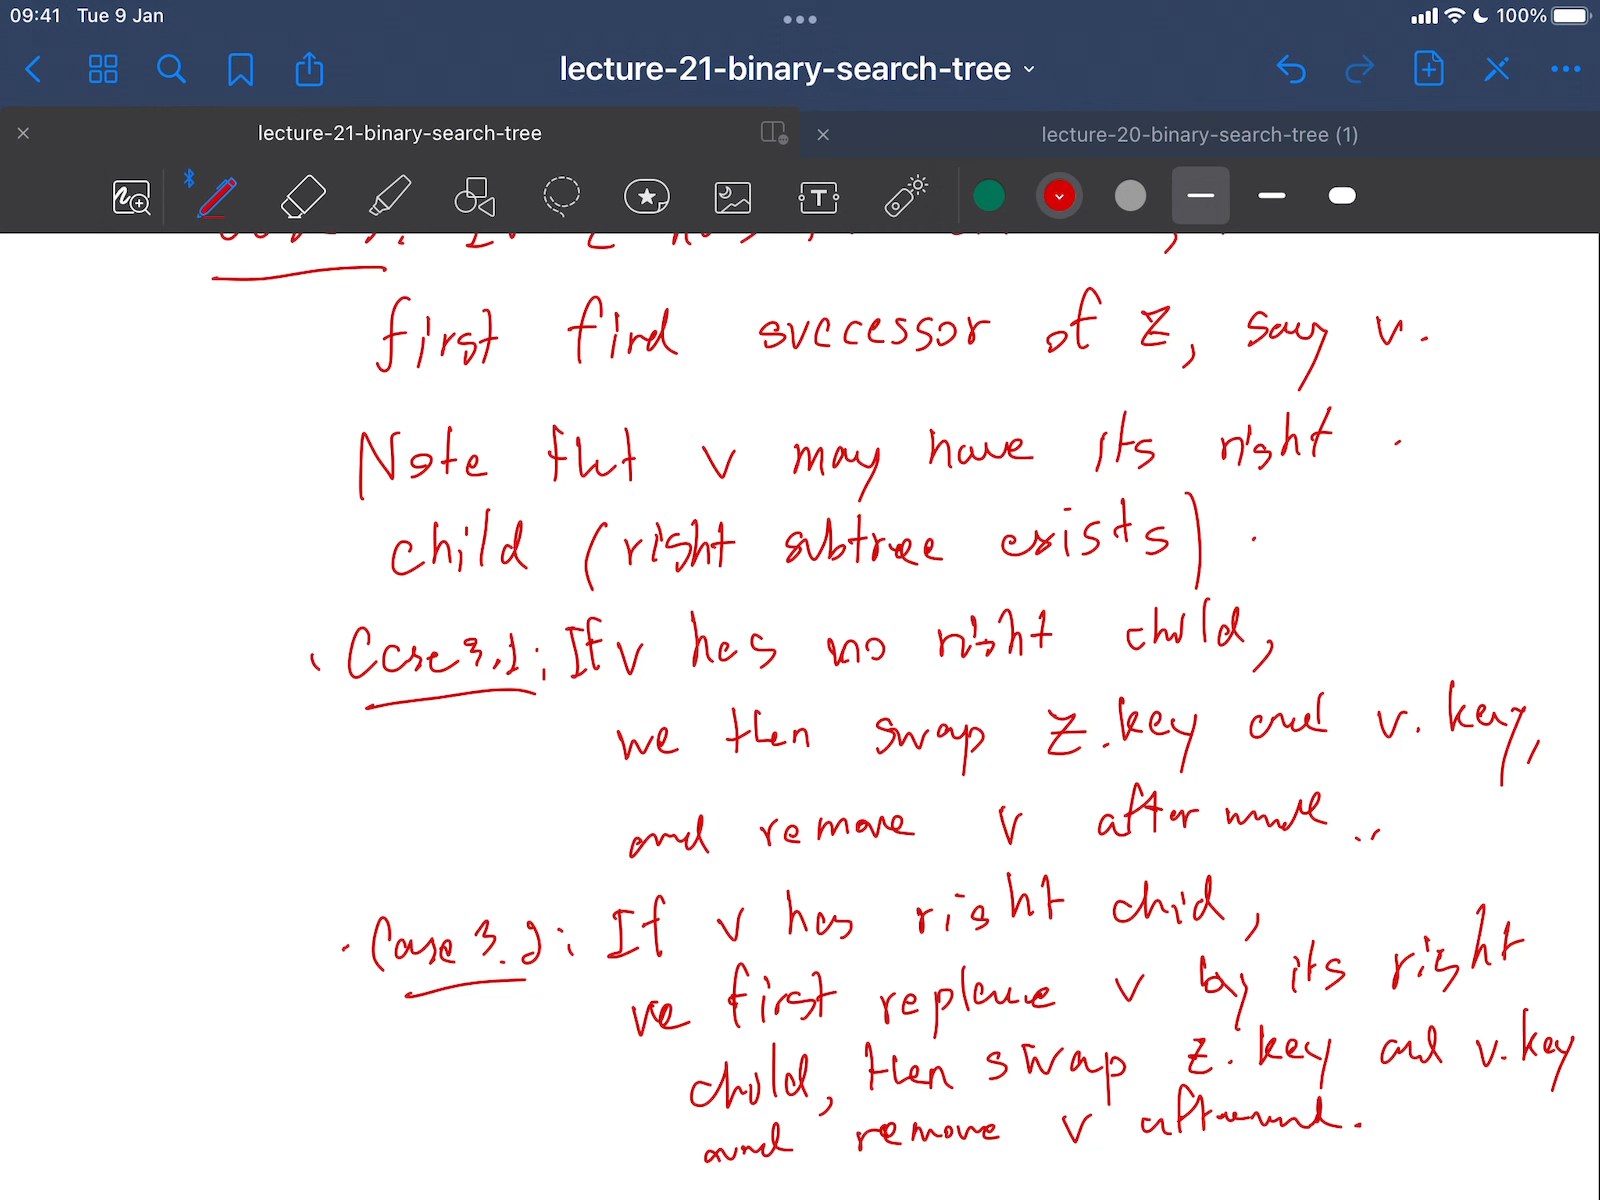 09:41 Tue 9 Jan
100%
lecture-21-binary-search-tree
lecture-21-binary-search-tree
lecture-20-binary-search-tree (1)
T
first find successor of z, say v.
Note that v may have its right
child (right subtree exists).
Case 3.1: If v has no right child,
we then swap z.key and v.key,
and remove v afterward.
Case 3.2: If v has right chid,
we first replace v by its right
child, then swap z.key and v.key
and remove v afterward.